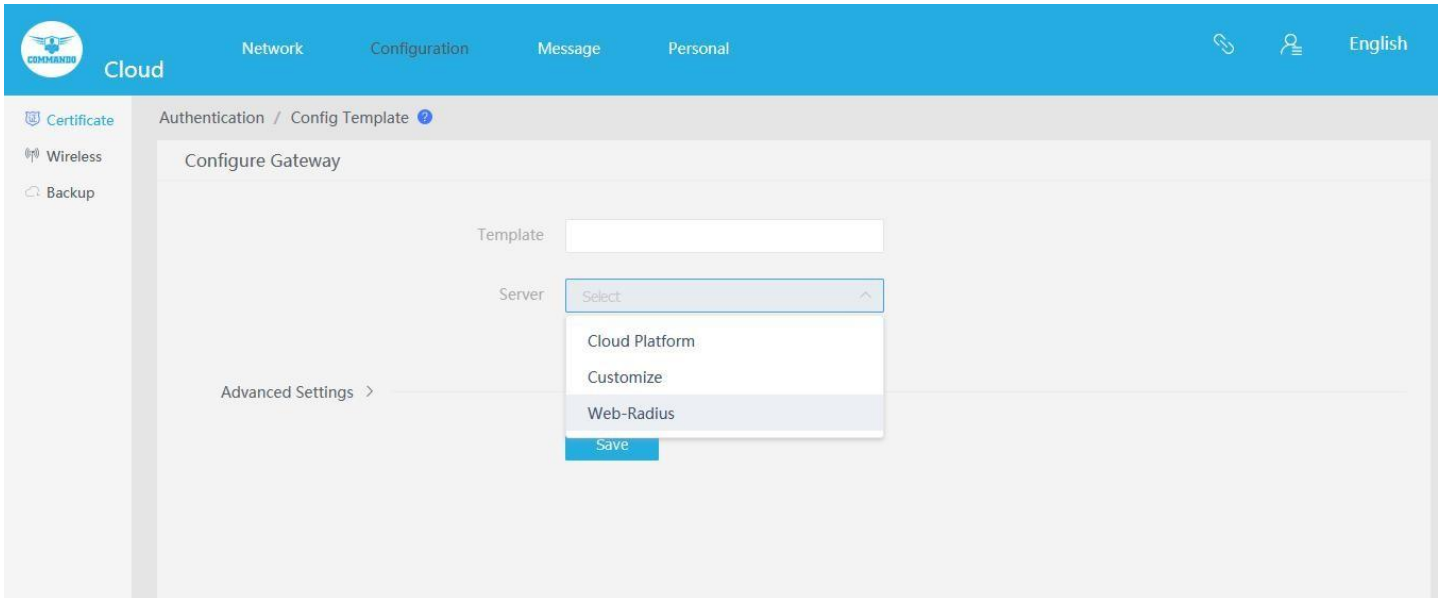 COMMANDO
Cloud
Network Configuration Message Personal English
Certificate
Wireless
Backup
Authentication / Config Template ?
Configure Gateway
Template
Server Select
Cloud Platform
Customize
Web-Radius
Advanced Settings >
Save